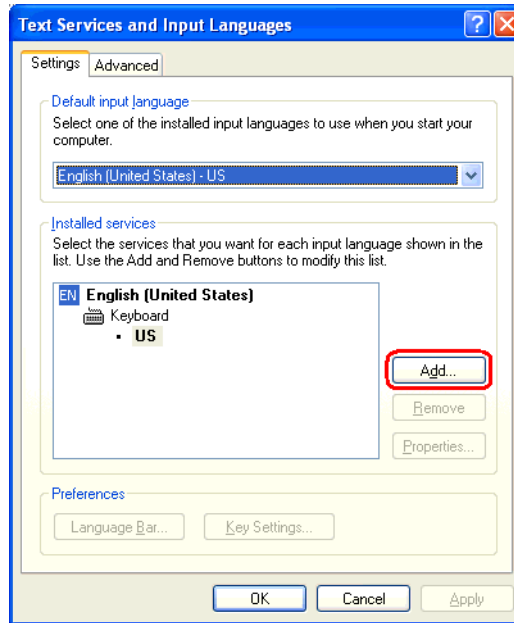 Text Services and Input Languages
?
Settings
Advanced
Default input language
Select one of the installed input languages to use when you start your
computer.
English (United States) - US
Installed services
Select the services that you want for each input language shown in the
list. Use the Add and Remove buttons to modify this list.
EN English (United States)
Keyboard
• US
Add...
Remove
Properties...
Preferences
Language Bar...
Key Settings...
OK
Cancel
Apply